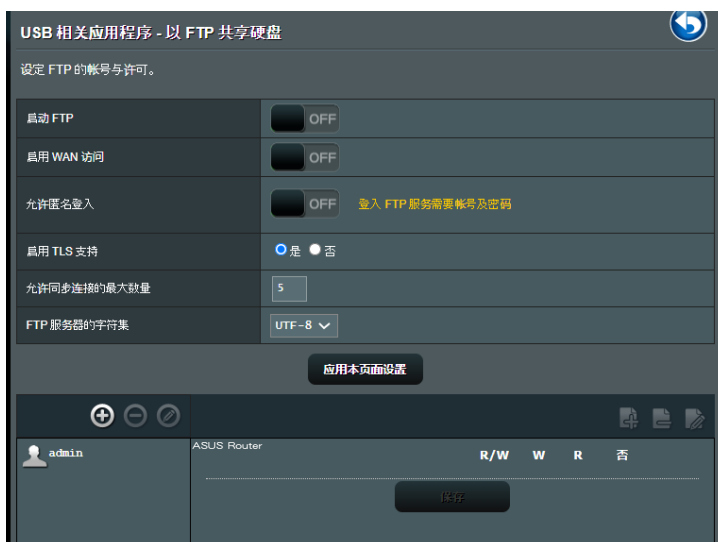 USB 相关应用程序 - 以 FTP 共享硬盘
设定 FTP 的帐号与许可。
启动 FTP
OFF
启用 WAN 访问
OFF
允许匿名登入
OFF
登入 FTP 服务需要帐号及密码
启用 TLS 支持
是 否
允许同步连接的最大数量
5
FTP 服务器的字符集
UTF-8
应用本页面设置
admin
ASUS Router
R/W W R 否
保存